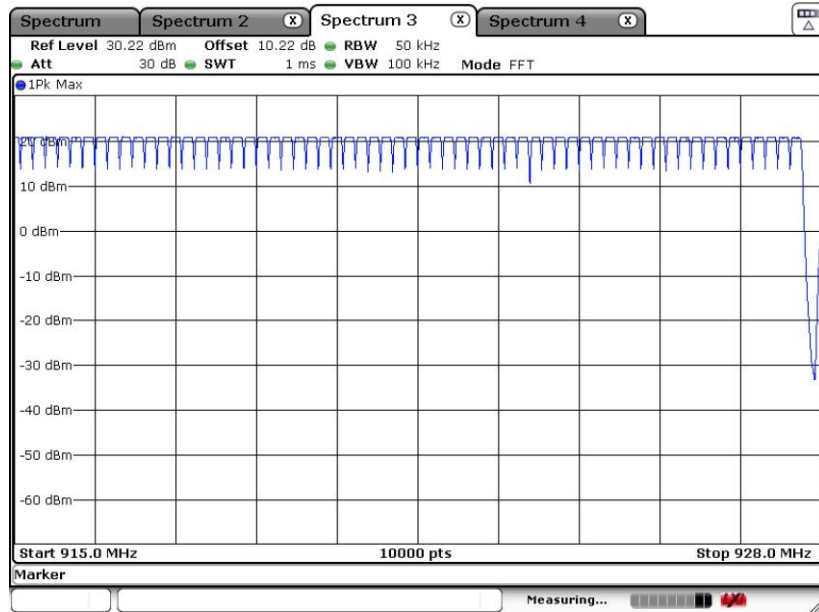 Spectrum Spectrum 2 X Spectrum 3 X Spectrum 4 X
Ref Level 30.22 dBm Offset 10.22 dB RBW 50 kHz
Att 30 dB SWT 1 ms VBW 100 kHz Mode FFT
1Pk Max
20 dBm
10 dBm
0 dBm
-10 dBm
-20 dBm
-30 dBm
-40 dBm
-50 dBm
-60 dBm
Start 915.0 MHz 10000 pts Stop 928.0 MHz
Marker
Measuring...